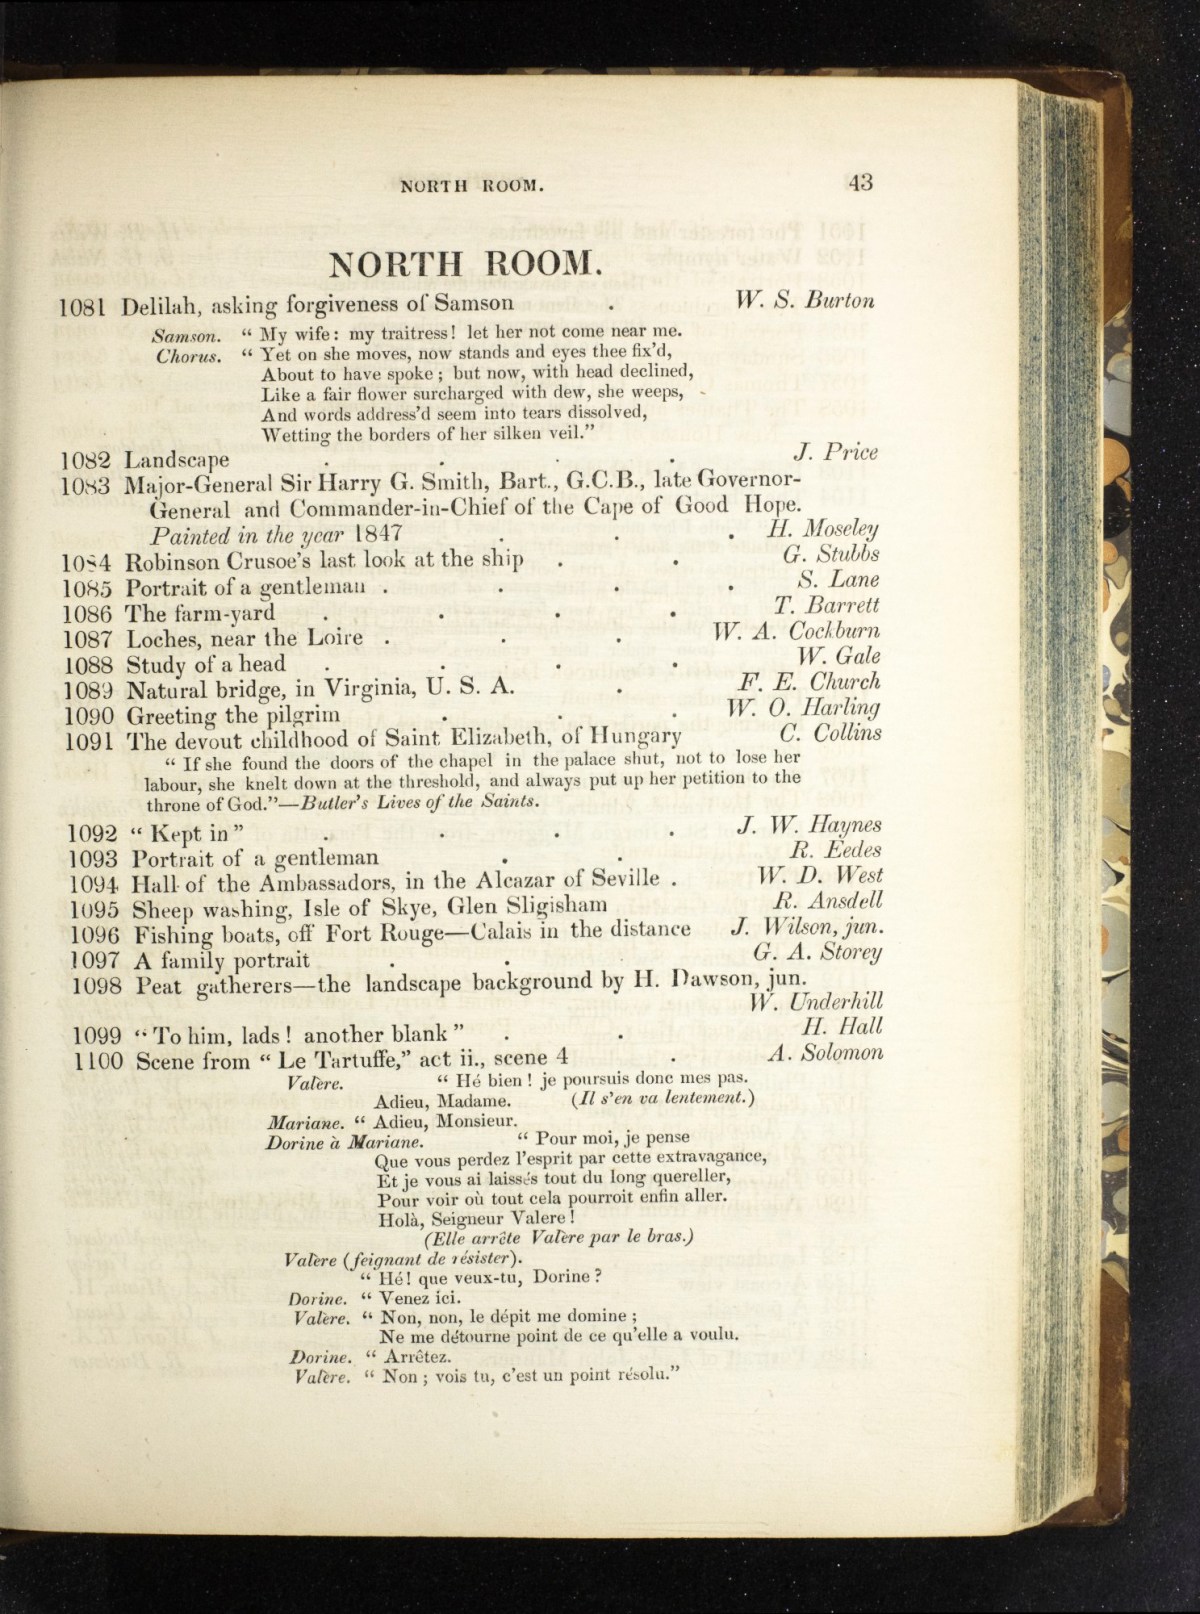 NORTH ROOM. 43
NORTH ROOM.
1081 Delilah, asking forgiveness of Samson . W. S. Burton
Samson. “ My wife: my traitress! let her not come near me.
Chorus. “ Yet on she moves, now stands and eyes thee fix’d,
About to have spoke; but now, with head declined,
Like a fair flower surcharged with dew, she weeps,
And words address’d seem into tears dissolved,
Wetting the borders of her silken veil.”
1082 Landscape . . . . J. Price
1083 Major-General Sir Harry G. Smith, Bart., G.C.B., late Governor-
General and Commander-in-Chief of the Cape of Good Hope.
Painted in the year 1847 . . . H. Moseley
1084 Robinson Crusoe’s last look at the ship . . G. Stubbs
1085 Portrait of a gentleman . . . . S. Lane
1086 The farm-yard . . . . T. Barrett
1087 Loches, near the Loire . . . W. A. Cockburn
1088 Study of a head . . . . W. Gale
1089 Natural bridge, in Virginia, U. S. A. . F. E. Church
1090 Greeting the pilgrim . . . W. O. Harling
1091 The devout childhood of Saint Elizabeth, of Hungary C. Collins
“ If she found the doors of the chapel in the palace shut, not to lose her
labour, she knelt down at the threshold, and always put up her petition to the
throne of God.”—Butler’s Lives of the Saints.
1092 “ Kept in” . . . . J. W. Haynes
1093 Portrait of a gentleman . . R. Eedes
1094 Hall of the Ambassadors, in the Alcazar of Seville . W. D. West
1095 Sheep washing, Isle of Skye, Glen Sligisham R. Ansdell
1096 Fishing boats, off Fort Rouge—Calais in the distance J. Wilson, jun.
1097 A family portrait . . G. A. Storey
1098 Peat gatherers—the landscape background by H. Dawson, jun.
W. Underhill
1099 “ To him, lads! another blank” . . H. Hall
1100 Scene from “ Le Tartuffe,” act ii., scene 4 . A. Solomon
Valère. “ Hé bien! je poursuis donc mes pas.
Adieu, Madame. (Il s’en va lentement.)
Mariane. “ Adieu, Monsieur.
Dorine à Mariane. “ Pour moi, je pense
Que vous perdez l’esprit par cette extravagance,
Et je vous ai laissés tout du long quereller,
Pour voir où tout cela pourroit enfin aller.
Holà, Seigneur Valere!
(Elle arrête Valère par le bras.)
Valère (feignant de résister).
“ Hé! que veux-tu, Dorine?
Dorine. “ Venez ici.
Valère. “ Non, non, le dépit me domine;
Ne me détourne point de ce qu’elle a voulu.
Dorine. “ Arrêtez.
Valère. “ Non; vois tu, c’est un point résolu.”